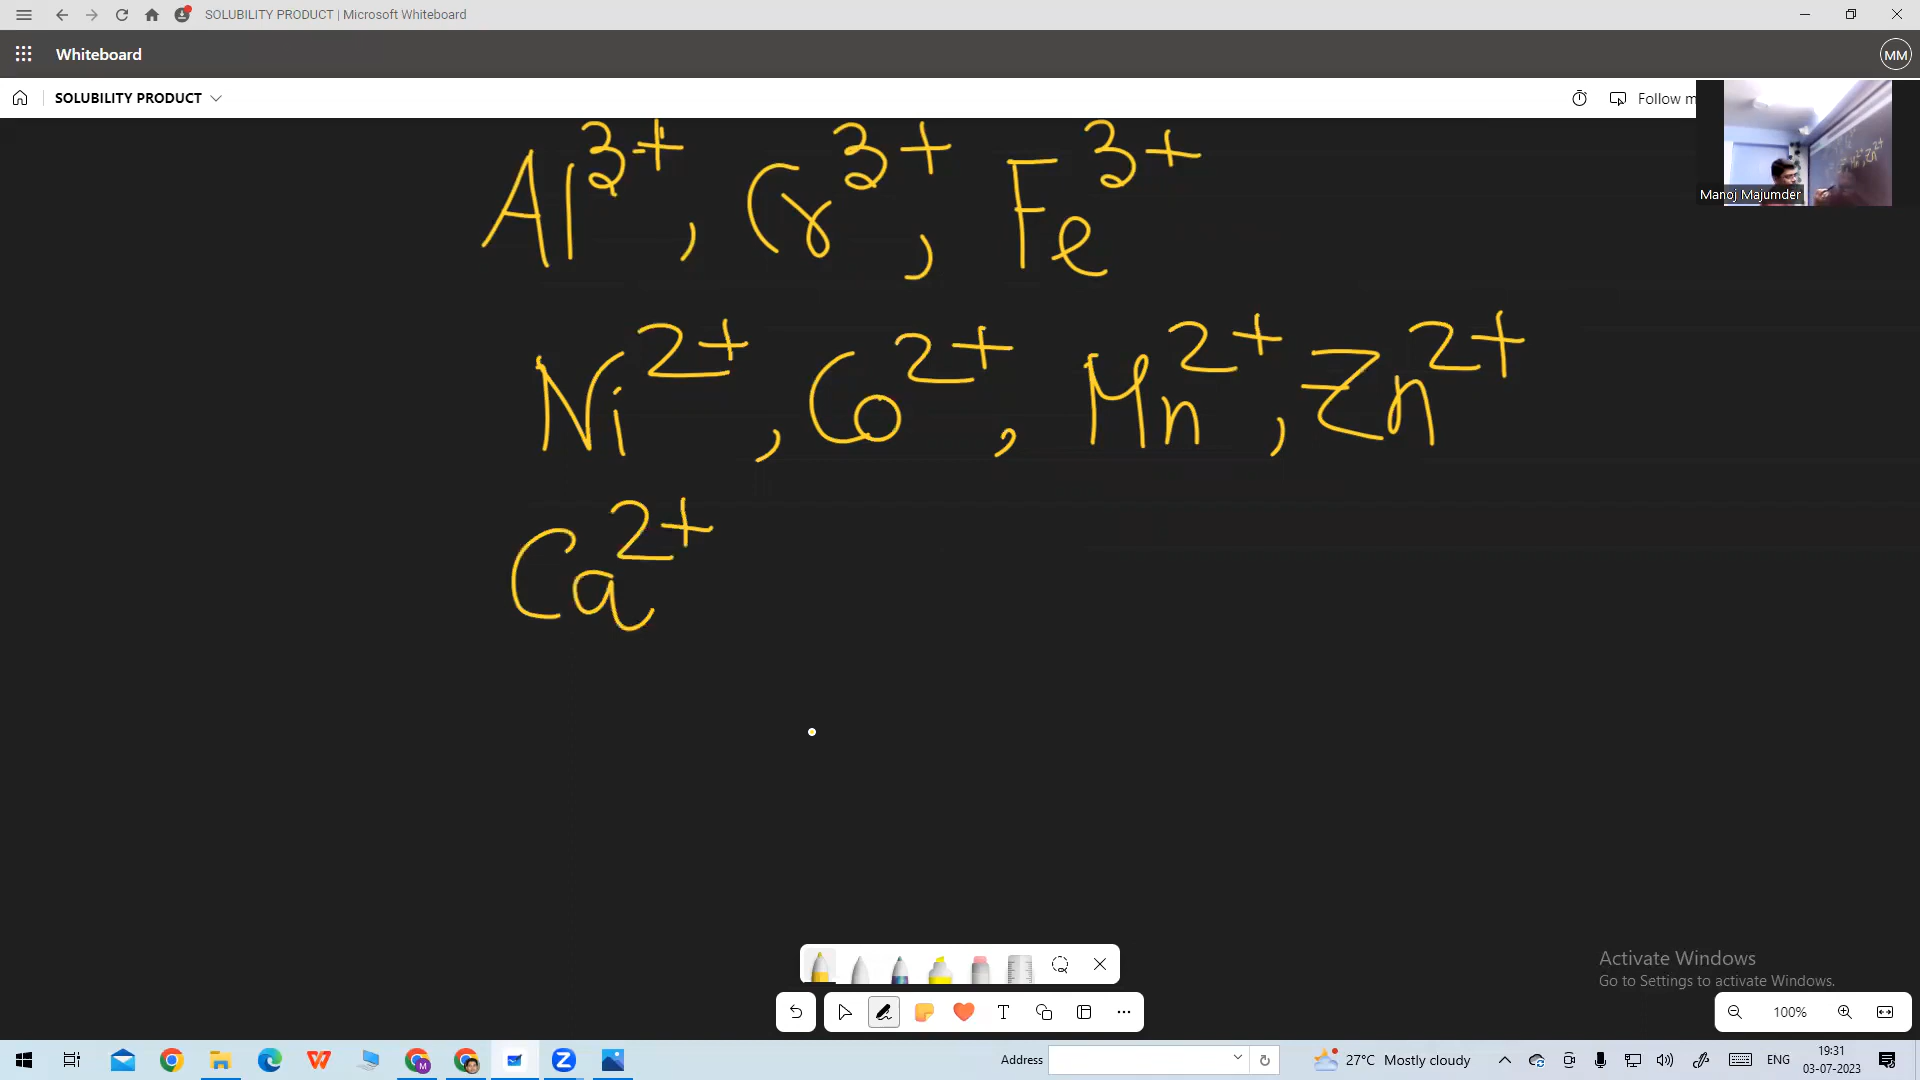 SOLUBILITY PRODUCT | Microsoft Whiteboard
Whiteboard
MM
SOLUBILITY PRODUCT
Follow m
Manoj Majumder
Al³⁺, Cr³⁺, Fe³⁺
Ni²⁺, Co²⁺, Mn²⁺, Zn²⁺
Ca²⁺
Activate Windows
Go to Settings to activate Windows.
100%
Address
27°C Mostly cloudy
ENG
19:31
03-07-2023